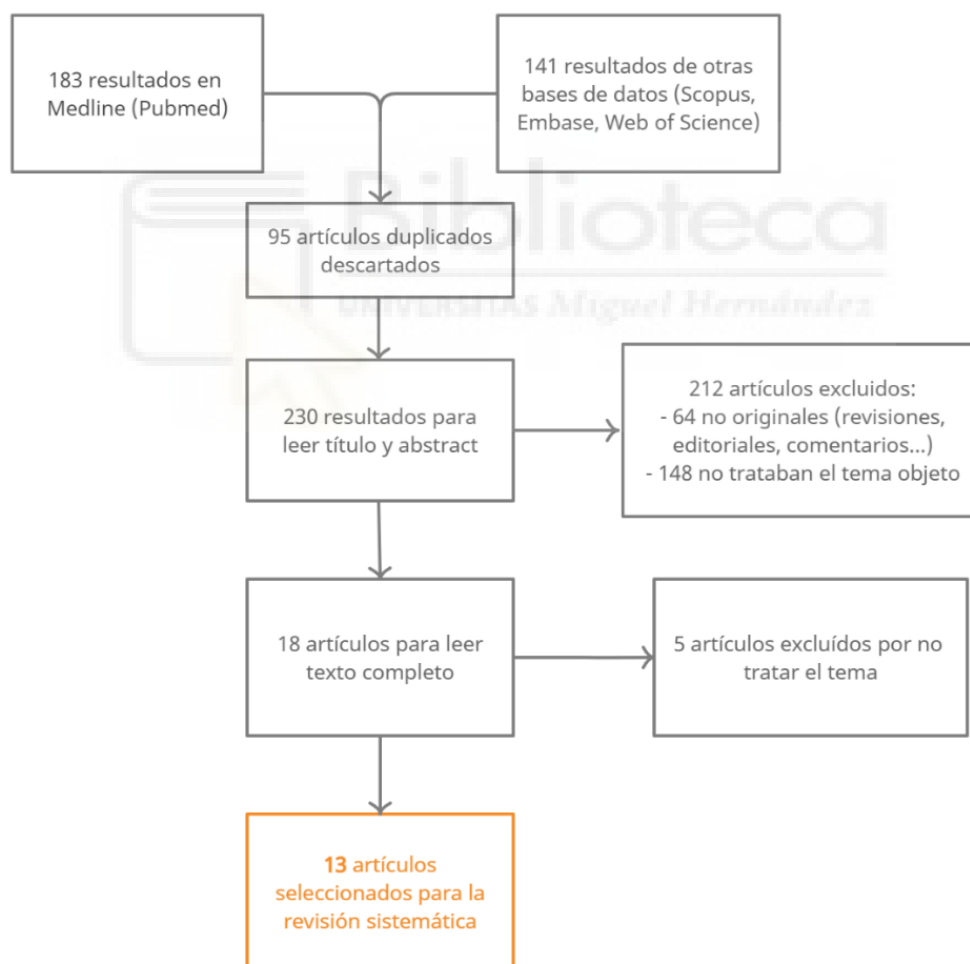 183 resultados en
Medline (Pubmed)
141 resultados de otras
bases de datos (Scopus,
Embase, Web of Science)
Biblioteca
UNIVERSITAS Miguel Hernández
95 artículos duplicados
descartados
230 resultados para
leer título y abstract
212 artículos excluidos:
- 64 no originales (revisiones,
editoriales, comentarios...)
- 148 no trataban el tema objeto
18 artículos para leer
texto completo
5 artículos excluídos por no
tratar el tema
13 artículos
seleccionados para la
revisión sistemática